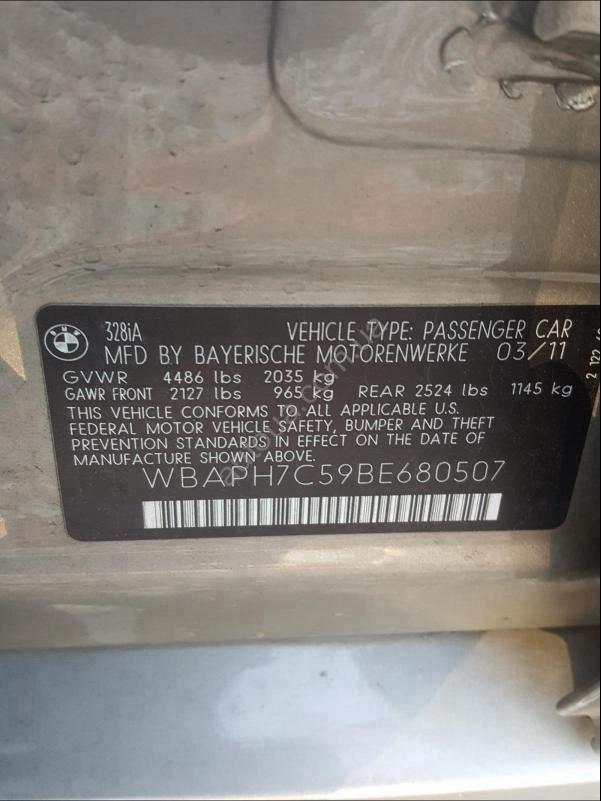 BMW
328iA VEHICLE TYPE: PASSENGER CAR
MFD BY BAYERISCHE MOTORENWERKE 03/11
GVWR 4486 lbs 2035 kg
GAWR FRONT 2127 lbs 965 kg REAR 2524 lbs 1145 kg
THIS VEHICLE CONFORMS TO ALL APPLICABLE U.S.
FEDERAL MOTOR VEHICLE SAFETY, BUMPER AND THEFT
PREVENTION STANDARDS IN EFFECT ON THE DATE OF
MANUFACTURE SHOWN ABOVE.
WBAPH7C59BE680507